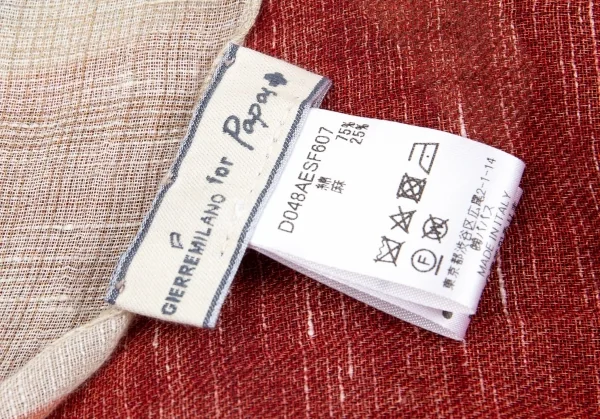 GIERREMILANO for Papas
D048AESF607
綿 75%
麻 25%
F
東京都渋谷区広尾2-1-14
MADE IN ITALY